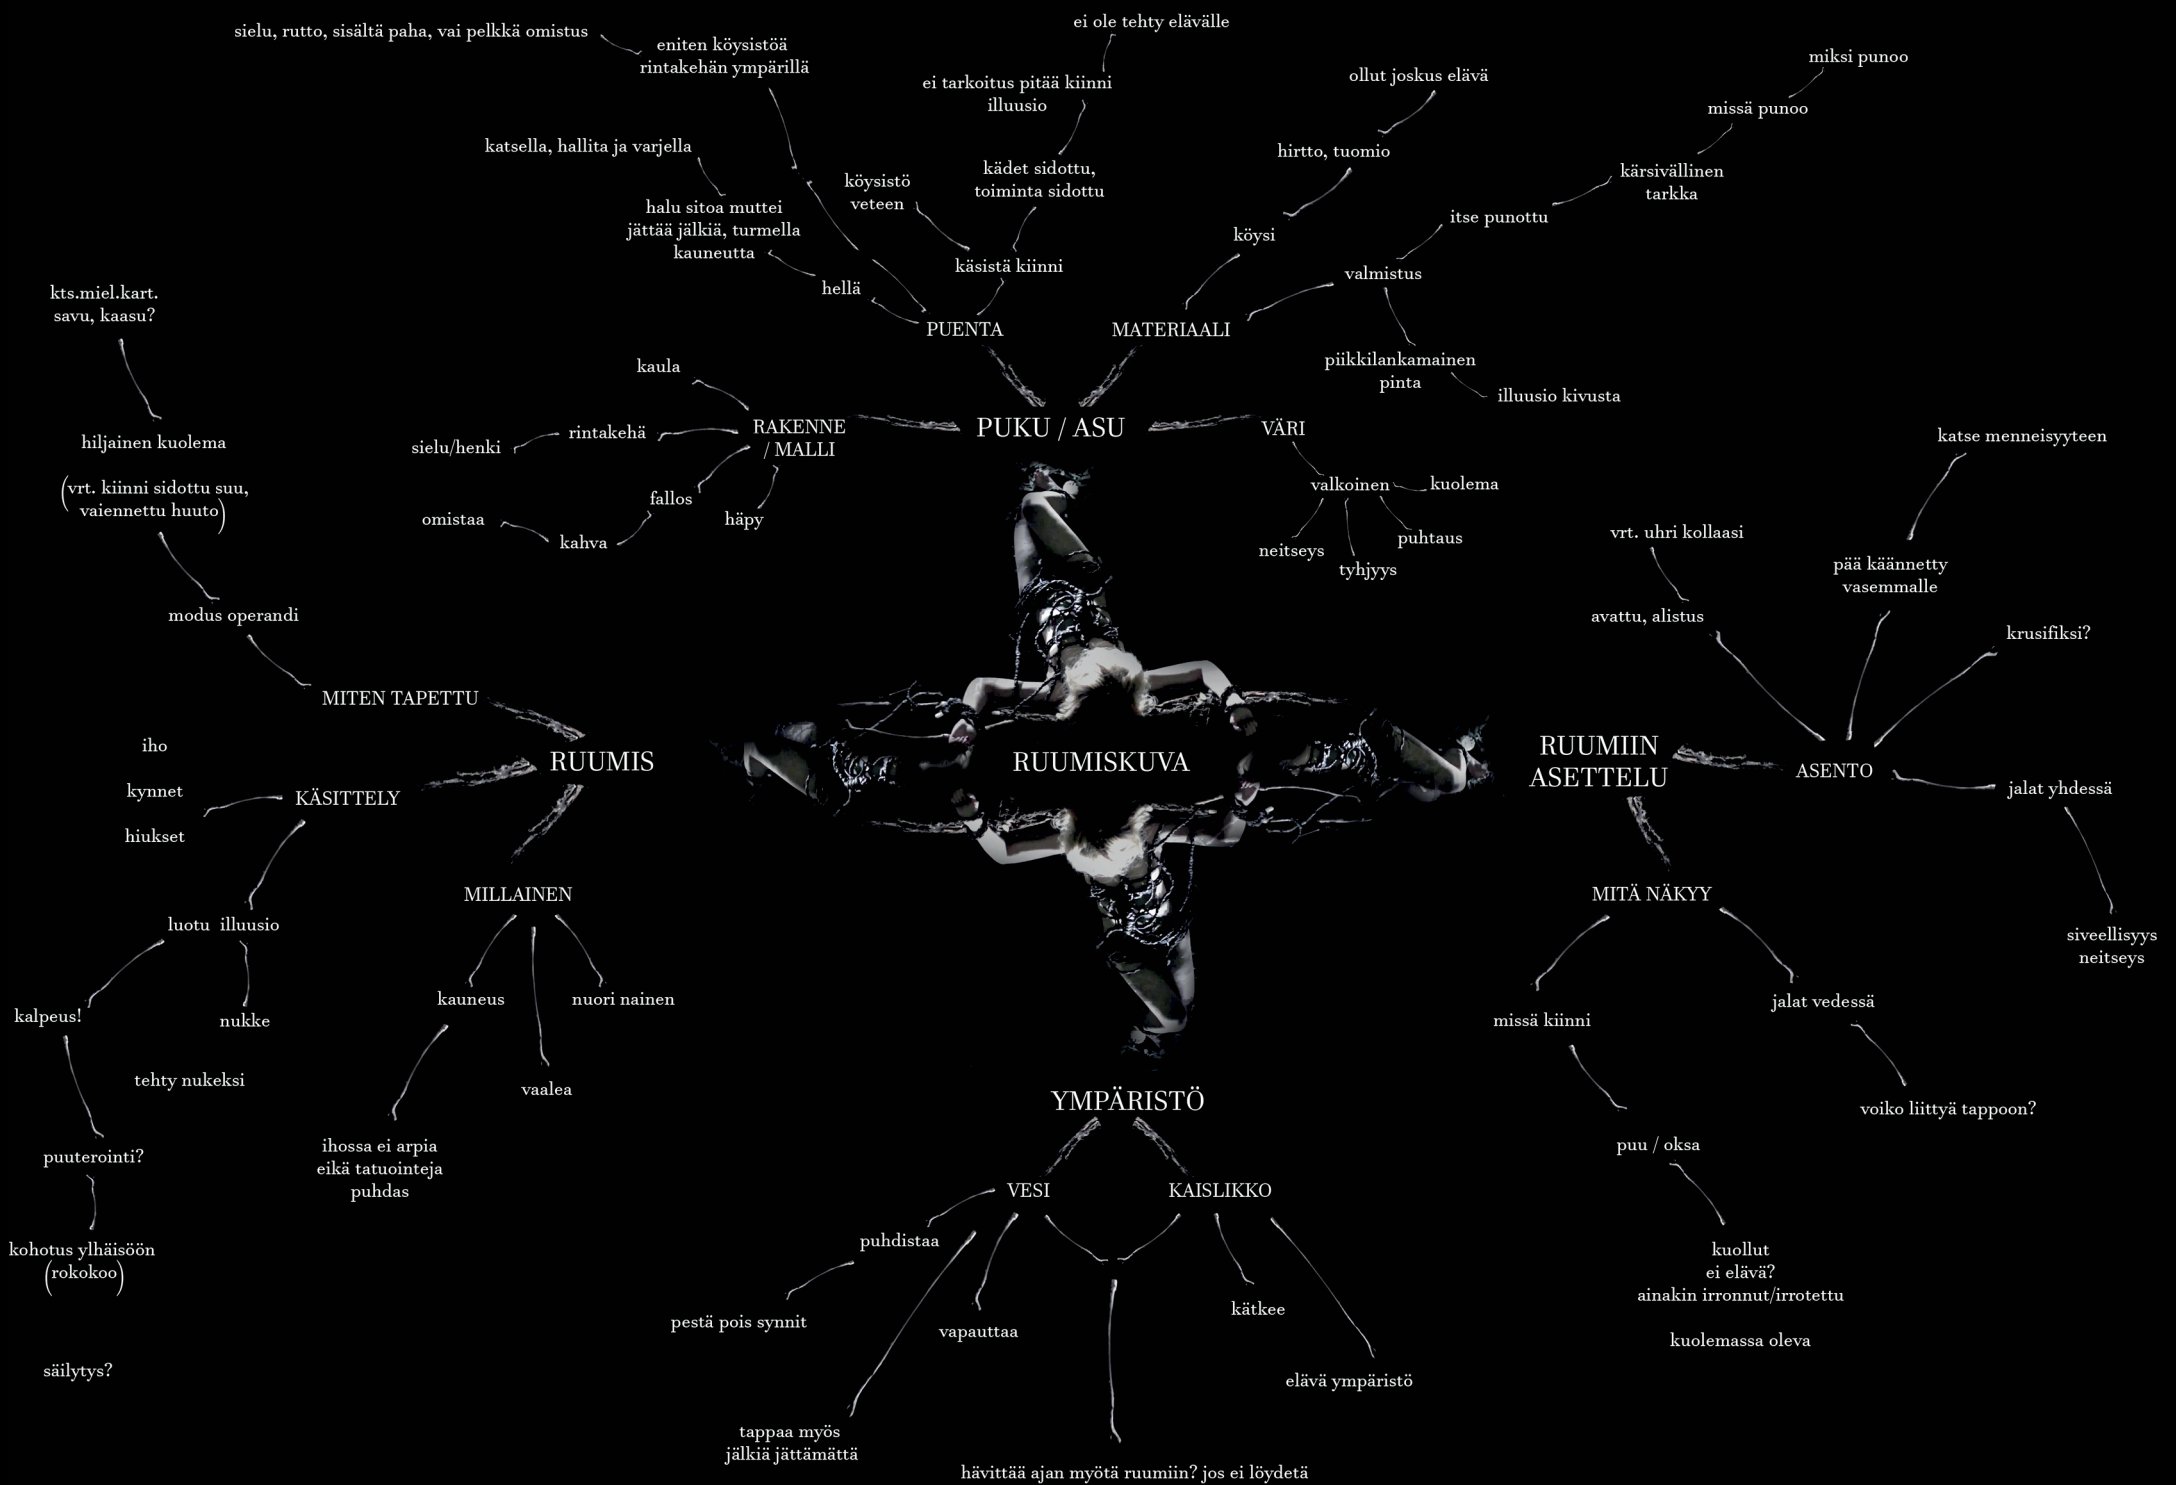 sielu, rutto, sisältä paha, vai pelkkä omistus
eniten köysistöä
rintakehän ympärillä
katsella, hallita ja varjella
halu sitoa muttei
jättää jälkiä, turmella
kauneutta
hellä
köysistö
veteen
ei ole tehty elävälle
ei tarkoitus pitää kiinni
illuusio
kädet sidottu,
toiminta sidottu
käsistä kiinni
PUENTA
ollut joskus elävä
hirtto, tuomio
köysi
MATERIAALI
miksi punoo
missä punoo
kärsivällinen
tarkka
itse punottu
valmistus
piikkilankamainen
pinta
illuusio kivusta
PUKU / ASU
kaula
RAKENNE
/ MALLI
rintakehä
sielu/henki
fallos
häpy
kahva
omistaa
VÄRI
valkoinen
kuolema
puhtaus
tyhjyys
neitseys
kts.miel.kart.
savu, kaasu?
hiljainen kuolema
(vrt. kiinni sidottu suu,
vaiennettu huuto)
modus operandi
MITEN TAPETTU
RUUMIS
iho
kynnet
hiukset
KÄSITTELY
luotu illuusio
kalpeus!
nukke
tehty nukeksi
puuterointi?
kohotus ylhäisöön
(rokokoo)
säilytys?
MILLAINEN
kauneus
nuori nainen
vaalea
ihossa ei arpia
eikä tatuointeja
puhdas
RUUMISKUVA
RUUMIIN
ASETTELU
ASENTO
katse menneisyyteen
pää käännetty
vasemmalle
vrt. uhri kollaasi
avattu, alistus
krusifiksi?
jalat yhdessä
siveellisyys
neitseys
MITÄ NÄKYY
missä kiinni
jalat vedessä
voiko liittyä tappoon?
puu / oksa
kuollut
ei elävä?
ainakin irronnut/irrotettu
kuolemassa oleva
YMPÄRISTÖ
VESI
KAISLIKKO
puhdistaa
pestä pois synnit
vapauttaa
kätkee
elävä ympäristö
tappaa myös
jälkiä jättämättä
hävittää ajan myötä ruumiin? jos ei löydetä